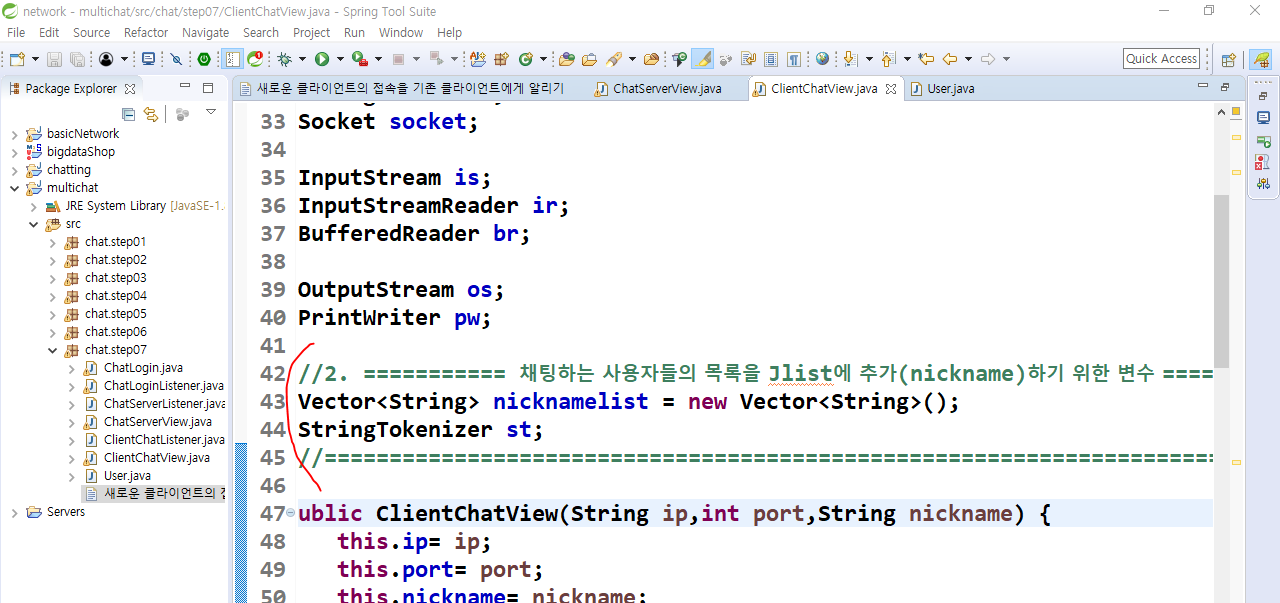 network - multichat/src/chat/step07/ClientChatView.java - Spring Tool Suite
File Edit Source Refactor Navigate Search Project Run Window Help
Quick Access
Package Explorer
새로운 클라이언트의 접속을 기존 클라이언트에게 알리기
ChatServerView.java
ClientChatView.java
User.java
basicNetwork
bigdataShop
chatting
multichat
JRE System Library [JavaSE-1.
src
chat.step01
chat.step02
chat.step03
chat.step04
chat.step05
chat.step06
chat.step07
ChatLogin.java
ChatLoginListener.java
ChatServerListener.java
ChatServerView.java
ClientChatListener.java
ClientChatView.java
User.java
새로운 클라이언트의
Servers
33 Socket socket;
34
35 InputStream is;
36 InputStreamReader ir;
37 BufferedReader br;
38
39 OutputStream os;
40 PrintWriter pw;
41
42 //2. =========== 채팅하는 사용자들의 목록을 Jlist에 추가(nickname)하기 위한 변수 ====
43 Vector<String> nicknamelist = new Vector<String>();
44 StringTokenizer st;
45 //=====================================================================
46
47 ublic ClientChatView(String ip,int port,String nickname) {
48 this.ip= ip;
49 this.port= port;
50 this.nickname= nickname;